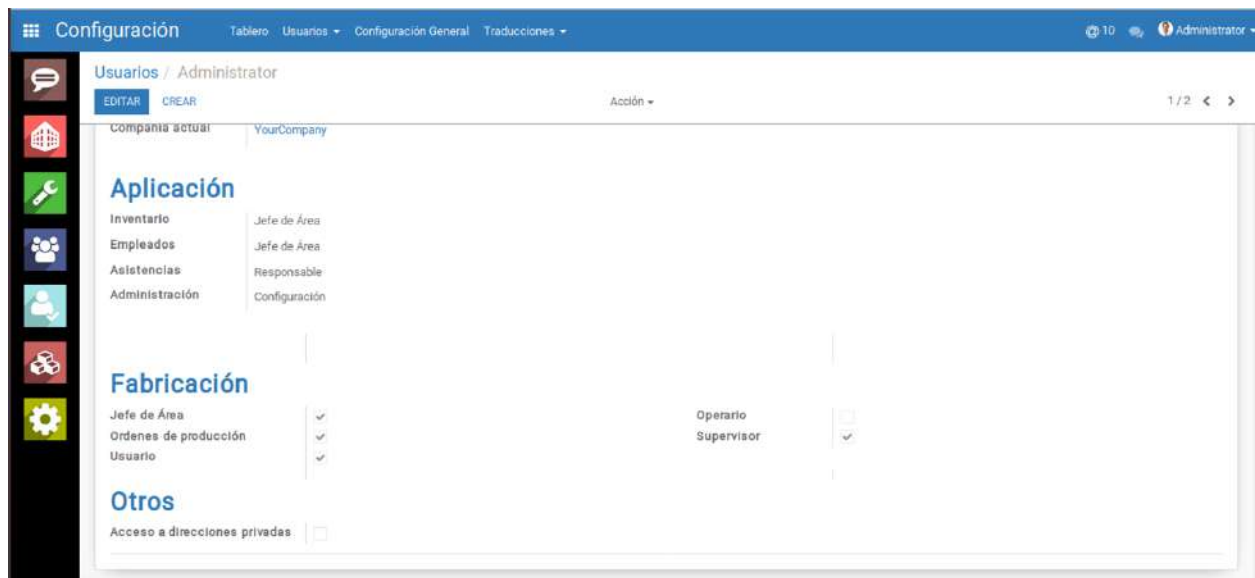 Configuración Tablero Usuarios Configuración General Traducciones @ 10 Administrator
Usuarios / Administrator
EDITAR CREAR Acción 1 / 2
Compañía actual YourCompany
Aplicación
Inventario Jefe de Área
Empleados Jefe de Área
Asistencias Responsable
Administración Configuración
Fabricación
Jefe de Área Operario
Ordenes de producción Supervisor
Usuario
Otros
Acceso a direcciones privadas